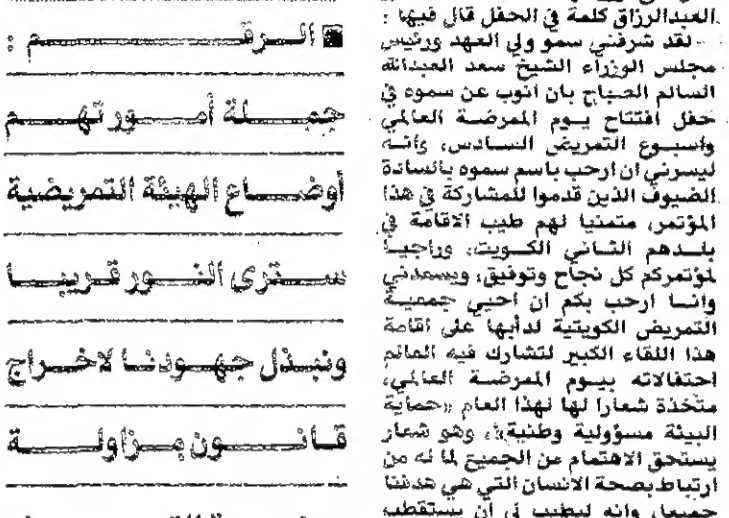 العبدالرزاق كلمة في الحفل قال فيها :
لقد شرفني سمو ولي العهد ورئيس
مجلس الوزراء الشيخ سعد العبدالله
السالم الصباح بان انوب عن سموه في
حفل افتتاح يوم الممرضة العالمي
واسبوع التمريض السادس، وانه
ليسرني ان ارحب باسم سموه بالسادة
الضيوف الذين قدموا للمشاركة في هذا
المؤتمر، متمنيا لهم طيب الاقامة في
بلدهم الثاني الكويت، وراجيا
لمؤتمركم كل نجاح وتوفيق، ويسعدني
وانا ارحب بكم ان احيي جمعية
التمريض الكويتية لدأبها على اقامة
هذا اللقاء الكبير لتشارك فيه العالم
احتفالاته بيوم الممرضة العالمي،
متخذة شعارا لها لهذا العام «حماية
البيئة مسؤولية وطنية»، وهو شعار
يستحق الاهتمام من الجميع لما له من
ارتباط بصحة الانسان التي هي هدفنا
جميعا، وانه ليطيب لي أن يستقطب
الرقم :
جملة أمور تهم
أوضاع الهيئة التمريضية
سترى النور قريبا
ونبذل جهودنا لاخراج
قانون مزاولة